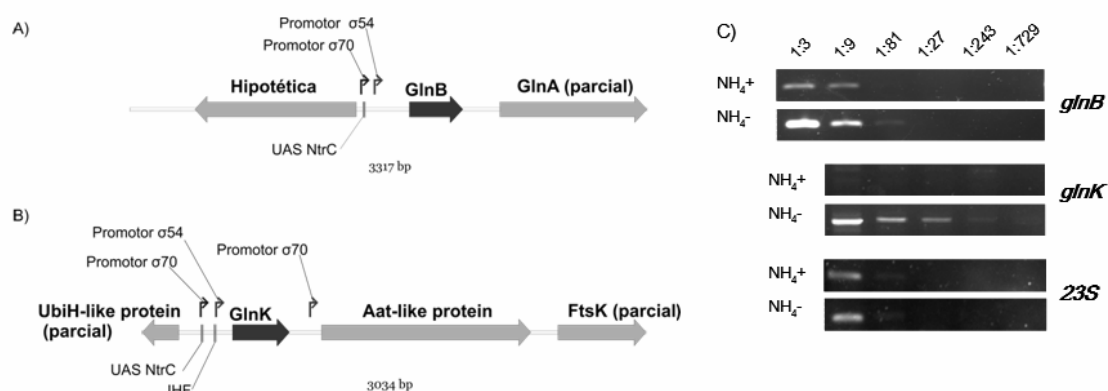 A)
Promotor σ54
Promotor σ70
Hipotética
GlnB
GlnA (parcial)
UAS NtrC
3317 bp
B)
Promotor σ54
Promotor σ70
Promotor σ70
UbiH-like protein
(parcial)
GlnK
Aat-like protein
FtsK (parcial)
UAS NtrC
IHF
3034 bp
C)
1:3 1:9 1:81 1:27 1:243 1:729
NH₄+
NH₄-
glnB
NH₄+
NH₄-
glnK
NH₄+
NH₄-
23S